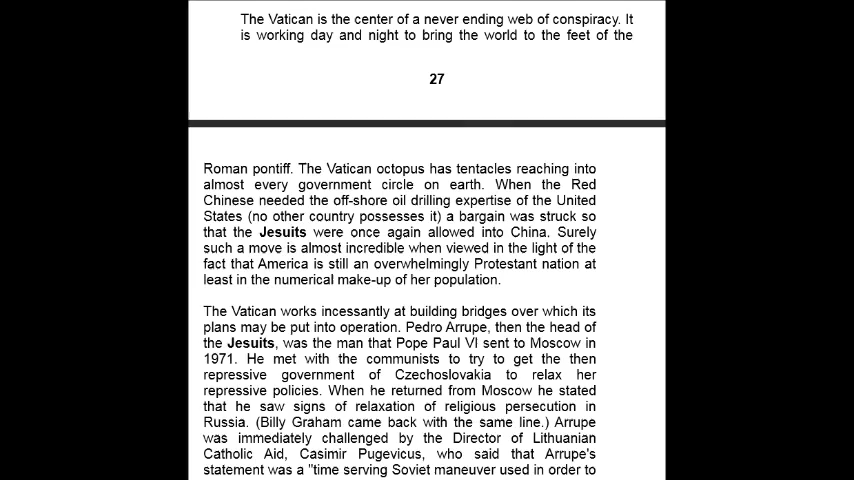 The Vatican is the center of a never ending web of conspiracy. It
is working day and night to bring the world to the feet of the
27
Roman pontiff. The Vatican octopus has tentacles reaching into
almost every government circle on earth. When the Red
Chinese needed the off-shore oil drilling expertise of the United
States (no other country possesses it) a bargain was struck so
that the Jesuits were once again allowed into China. Surely
such a move is almost incredible when viewed in the light of the
fact that America is still an overwhelmingly Protestant nation at
least in the numerical make-up of her population.
The Vatican works incessantly at building bridges over which its
plans may be put into operation. Pedro Arrupe, then the head of
the Jesuits, was the man that Pope Paul VI sent to Moscow in
1971. He met with the communists to try to get the then
repressive government of Czechoslovakia to relax her
repressive policies. When he returned from Moscow he stated
that he saw signs of relaxation of religious persecution in
Russia. (Billy Graham came back with the same line.) Arrupe
was immediately challenged by the Director of Lithuanian
Catholic Aid, Casimir Pugevicus, who said that Arrupe's
statement was a "time serving Soviet maneuver used in order to